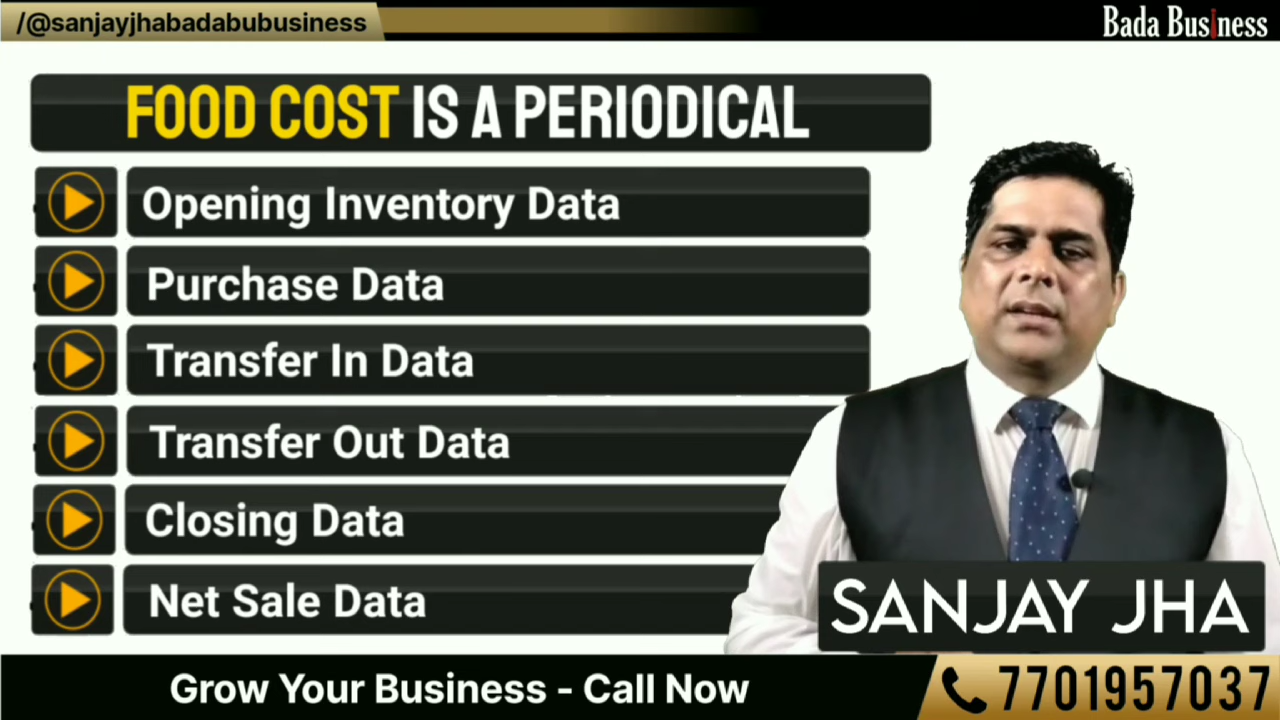 /@sanjayjhabadabubusiness
Bada Business
FOOD COST IS A PERIODICAL
Opening Inventory Data
Purchase Data
Transfer In Data
Transfer Out Data
Closing Data
Net Sale Data
SANJAY JHA
Grow Your Business - Call Now
7701957037